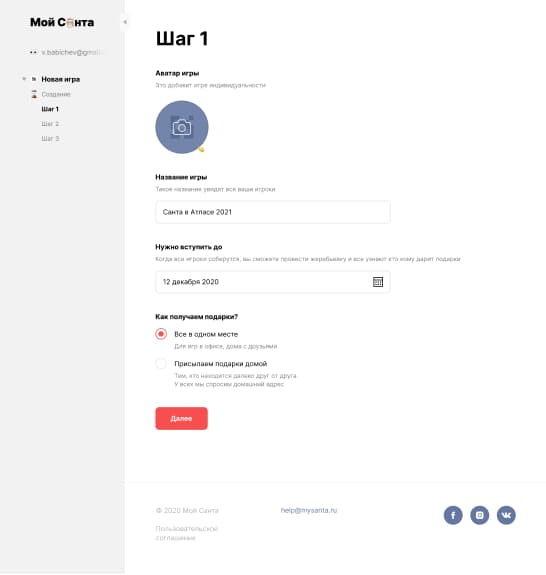 Мой Санта
v.babichev@gmail
Новая игра
Создание
Шаг 1
Шаг 2
Шаг 3
Шаг 1
Аватар игры
Это добавит игре индивидуальности
Название игры
Такое название увидят все ваши игроки
Санта в Атласе 2021
Нужно вступить до
Когда все игроки соберутся, вы сможете провести жеребьевку и все узнают кто кому дарит подарки
12 декабря 2020
Как получаем подарки?
Все в одном месте
Для игр в офисе, дома с друзьями
Присылаем подарки домой
Тем, кто находится далеко друг от друга.
У всех мы спросим домашний адрес
Далее
© 2020 Мой Санта
help@mysanta.ru
Пользовательское
соглашение